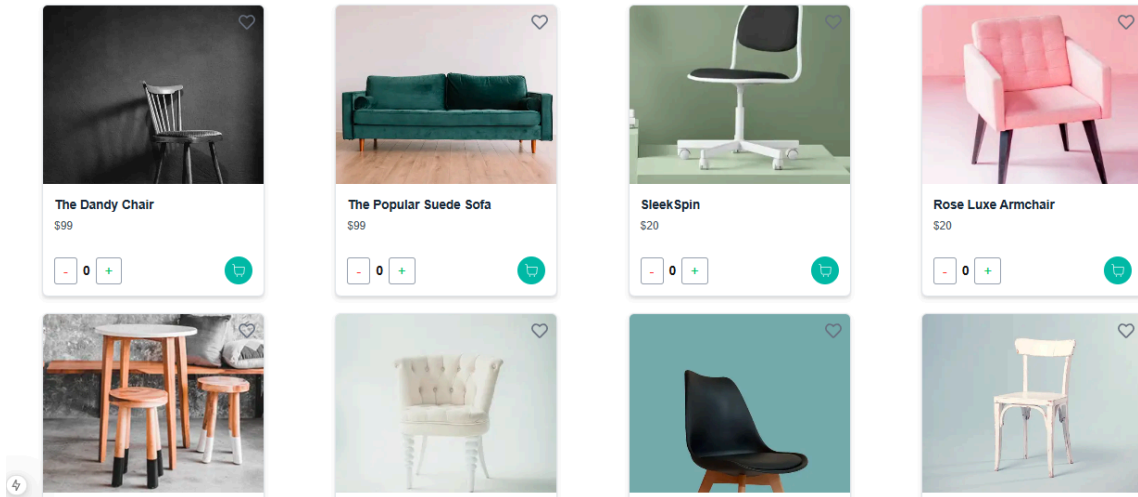 The Dandy Chair
$99
- 0 +
The Popular Suede Sofa
$99
- 0 +
SleekSpin
$20
- 0 +
Rose Luxe Armchair
$20
- 0 +